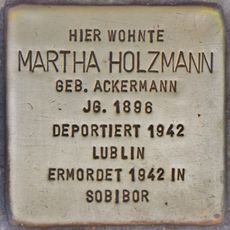 HIER WOHNTE
MARTHA HOLZMANN
GEB. ACKERMANN
JG. 1896
DEPORTIERT 1942
LUBLIN
ERMORDET 1942 IN
SOBIBOR